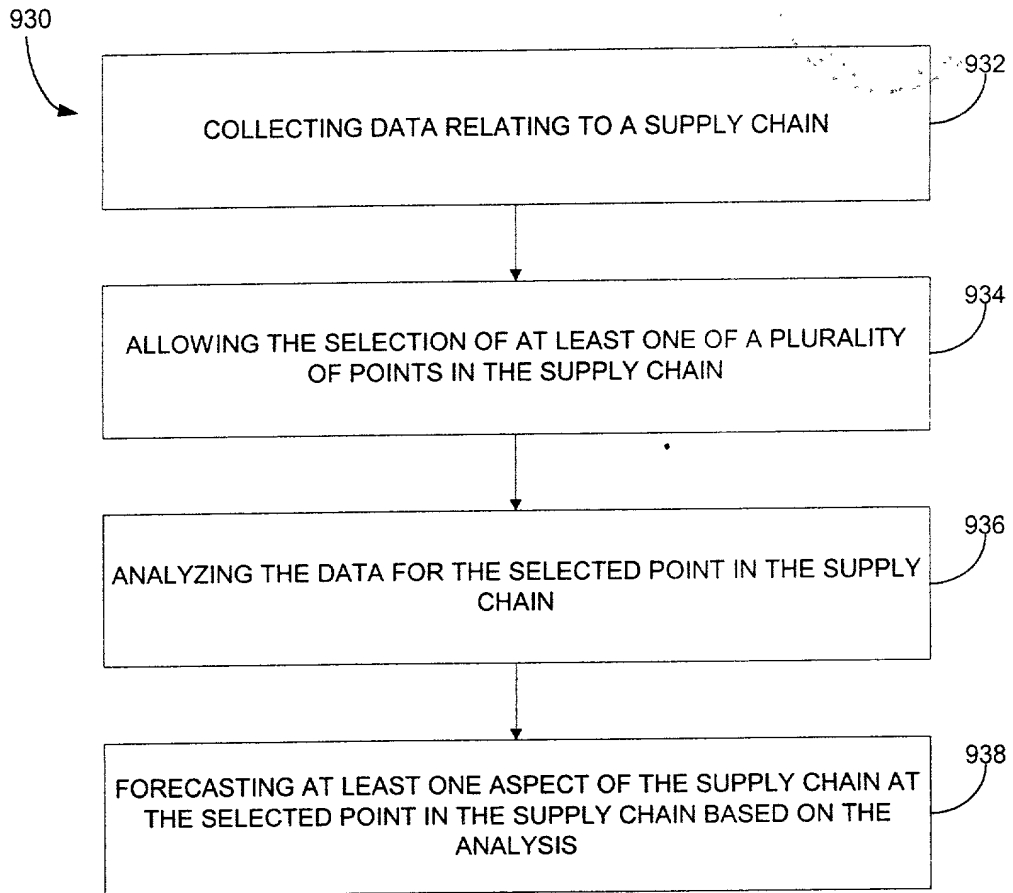 930
932
COLLECTING DATA RELATING TO A SUPPLY CHAIN
934
ALLOWING THE SELECTION OF AT LEAST ONE OF A PLURALITY
OF POINTS IN THE SUPPLY CHAIN
936
ANALYZING THE DATA FOR THE SELECTED POINT IN THE SUPPLY
CHAIN
938
FORECASTING AT LEAST ONE ASPECT OF THE SUPPLY CHAIN AT
THE SELECTED POINT IN THE SUPPLY CHAIN BASED ON THE
ANALYSIS